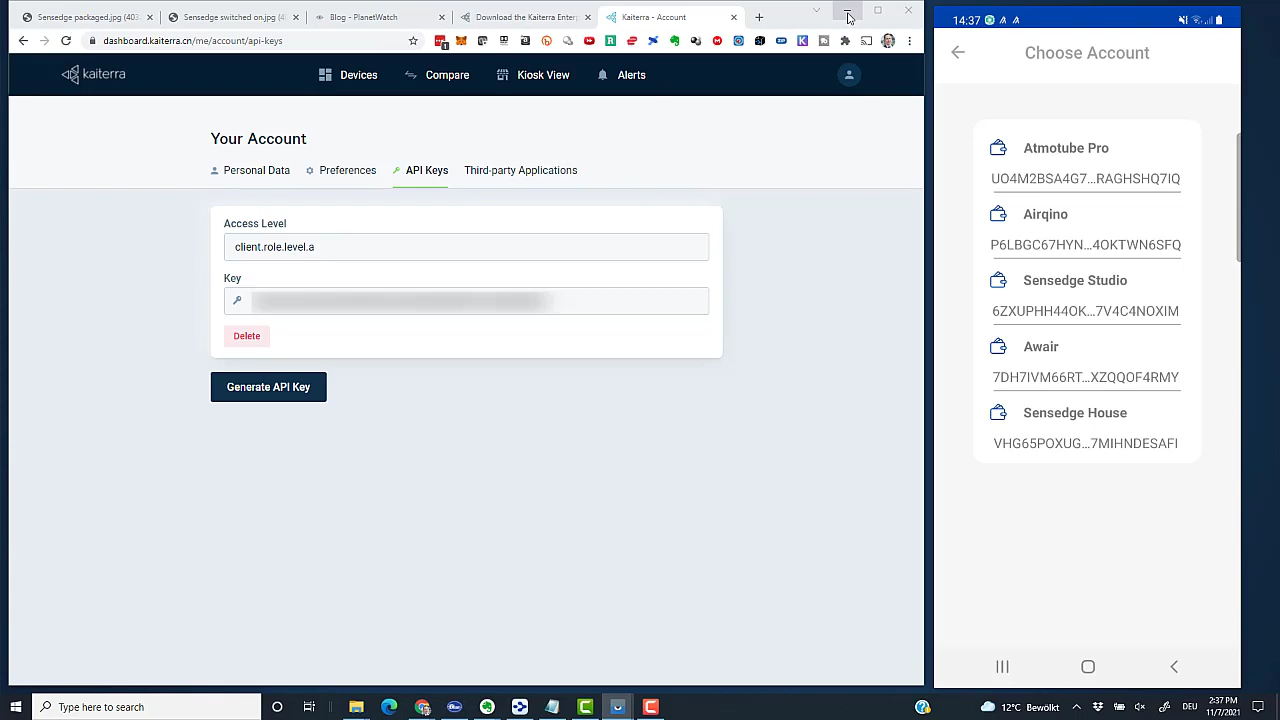 Sensedge packaged.jpg (403
Sensedge switched on.jpg (4
Blog - PlanetWatch
Download the Kaiterra Enter
Kaiterra - Account
dashboard.kaiterra.cn/me/account/api-keys
kaiterra
Devices
Compare
Kiosk View
Alerts
Your Account
Personal Data
Preferences
API Keys
Third-party Applications
Access Level
client.role.level.a
Key
Delete
Generate API Key
14:37
Choose Account
Atmotube Pro
UO4M2BSA4G7...RAGHSHQ7IQ
Airqino
P6LBGC67HYN...4OKTWN6SFQ
Sensedge Studio
6ZXUPHH44OK...7V4C4NOXIM
Awair
7DH7IVM66RT...XZQQOF4RMY
Sensedge House
VHG65POXUG...7MIHNDESAFI
Type here to search
12°C Bewölkt
DEU
2:37 PM
11/7/2021